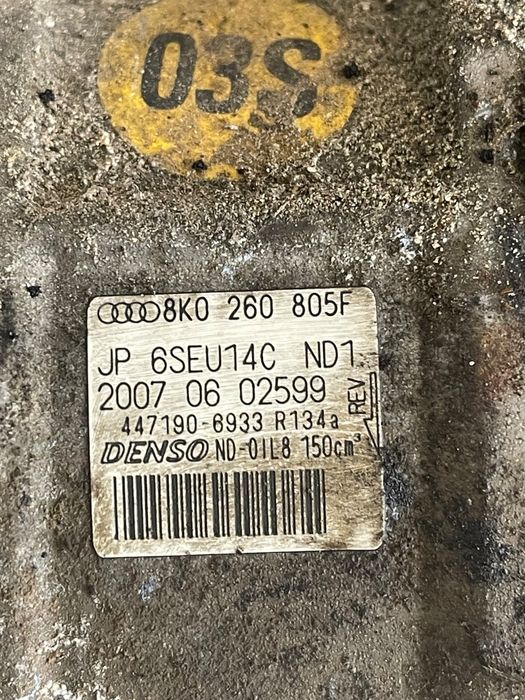 03S
8K0 260 805F
JP 6SEU14C ND1
2007 06 02599
447190-6933 R134a
DENSO ND-OIL8 150cm³
REV